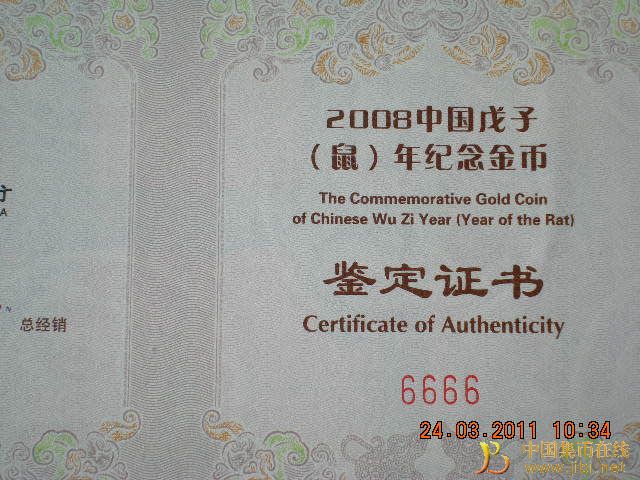 2008中国戊子
（鼠）年纪念金币
The Commemorative Gold Coin
of Chinese Wu Zi Year (Year of the Rat)
鉴定证书
Certificate of Authenticity
6666
总经销
24.03.2011 10:34
中国集币在线
www.jibi.net